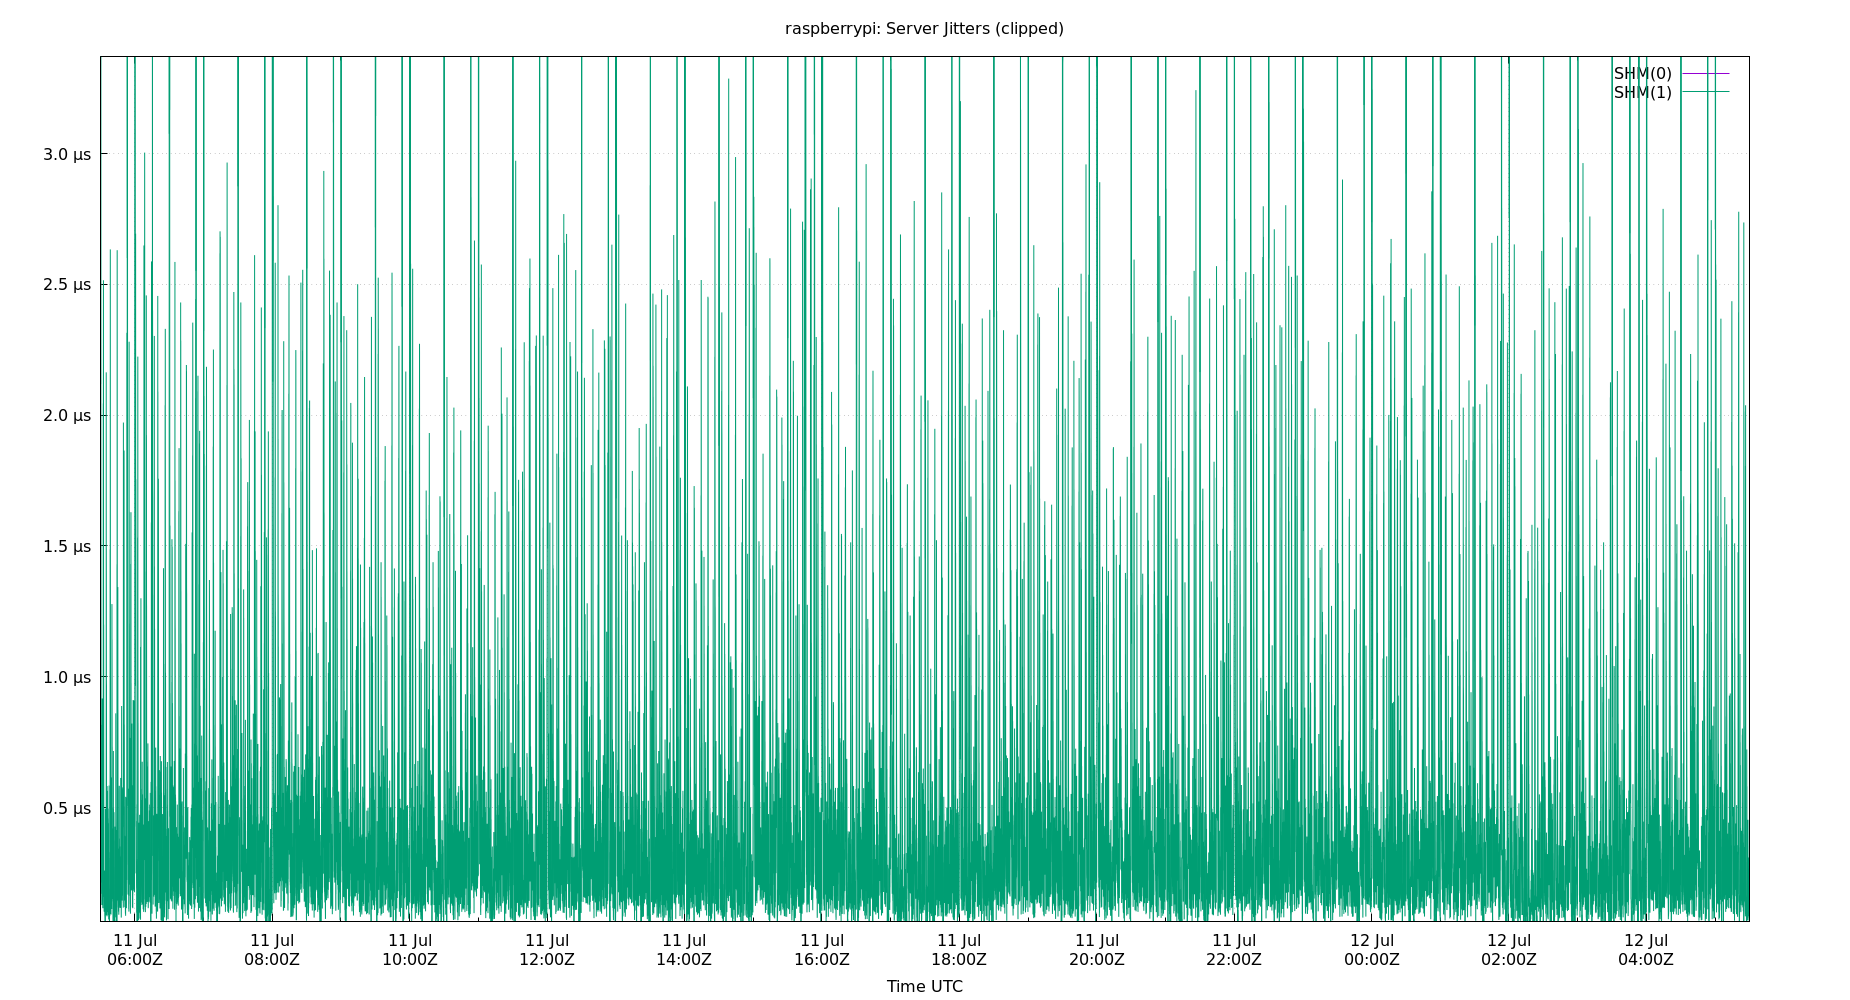 raspberrypi: Server Jitters (clipped)
SHM(0)
SHM(1)
3.0 μs
2.5 μs
2.0 μs
1.5 μs
1.0 μs
0.5 μs
11 Jul 11 Jul 11 Jul 11 Jul 11 Jul 11 Jul 11 Jul 11 Jul 11 Jul 12 Jul 12 Jul 12 Jul
06:00Z 08:00Z 10:00Z 12:00Z 14:00Z 16:00Z 18:00Z 20:00Z 22:00Z 00:00Z 02:00Z 04:00Z
Time UTC